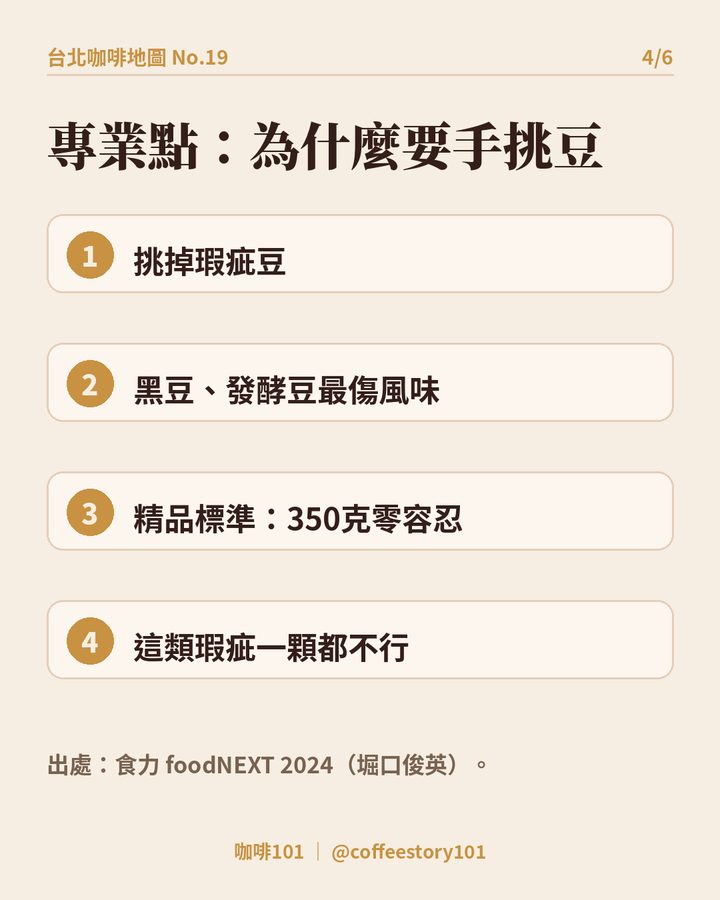 台北咖啡地圖 No.19
4/6
專業點：為什麼要手挑豆
1 挑掉瑕疵豆
2 黑豆、發酵豆最傷風味
3 精品標準：350克零容忍
4 這類瑕疵一顆都不行
出處：食力 foodNEXT 2024（堀口俊英）。
咖啡101｜@coffeestory101